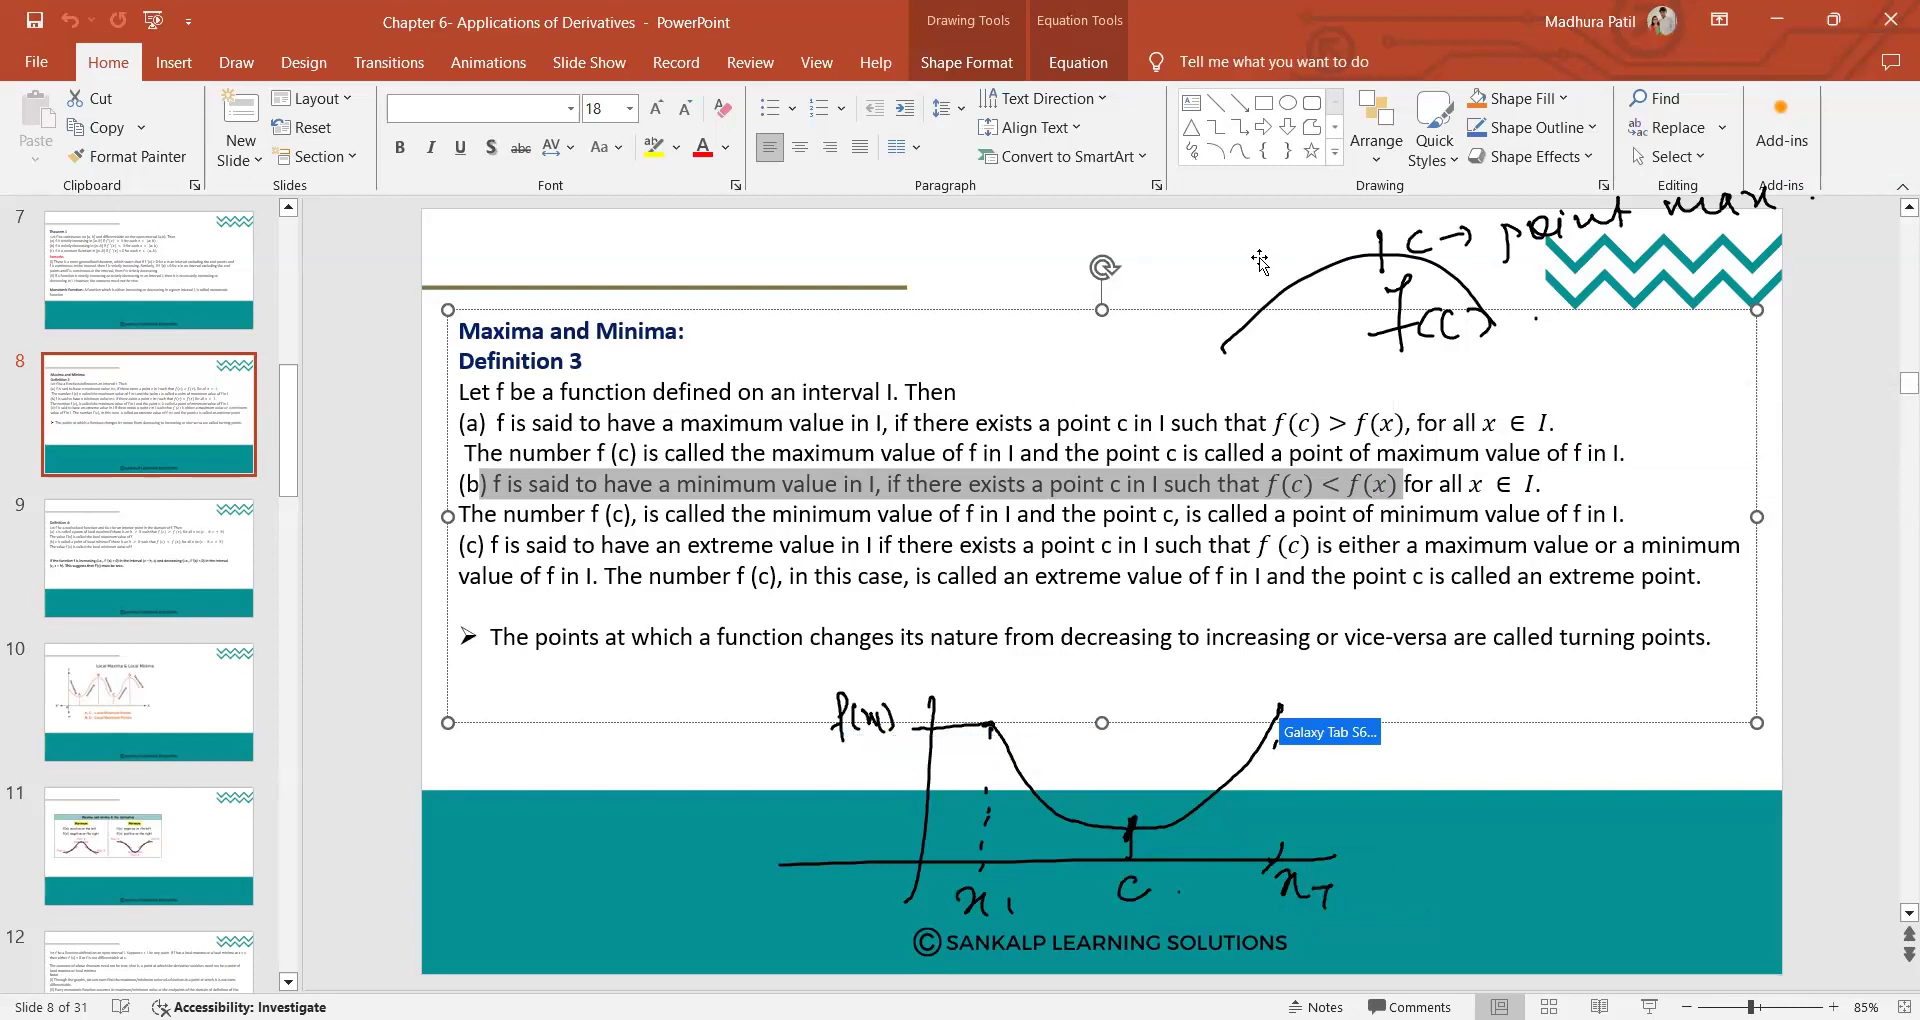 Chapter 6- Applications of Derivatives - PowerPoint
Drawing Tools
Equation Tools
Madhura Patil
File
Home
Insert
Draw
Design
Transitions
Animations
Slide Show
Record
Review
View
Help
Shape Format
Equation
Tell me what you want to do
Paste
Cut
Copy
Format Painter
Clipboard
New Slide
Layout
Reset
Section
Slides
18
Font
Text Direction
Align Text
Convert to SmartArt
Paragraph
Arrange
Quick Styles
Shape Fill
Shape Outline
Shape Effects
Drawing
Find
Replace
Select
Editing
Add-ins
Add-ins
7
8
9
10
11
12
c → point max.
f(c)
Maxima and Minima:
Definition 3
Let f be a function defined on an interval I. Then
(a) f is said to have a maximum value in I, if there exists a point c in I such that f(c) > f(x), for all x ∈ I.
The number f (c) is called the maximum value of f in I and the point c is called a point of maximum value of f in I.
(b) f is said to have a minimum value in I, if there exists a point c in I such that f(c) < f(x) for all x ∈ I.
The number f (c), is called the minimum value of f in I and the point c, is called a point of minimum value of f in I.
(c) f is said to have an extreme value in I if there exists a point c in I such that f (c) is either a maximum value or a minimum
value of f in I. The number f (c), in this case, is called an extreme value of f in I and the point c is called an extreme point.
➢ The points at which a function changes its nature from decreasing to increasing or vice-versa are called turning points.
f(x)
Galaxy Tab S6...
x1
c
© SANKALP LEARNING SOLUTIONS
Slide 8 of 31
Accessibility: Investigate
Notes
Comments
85%